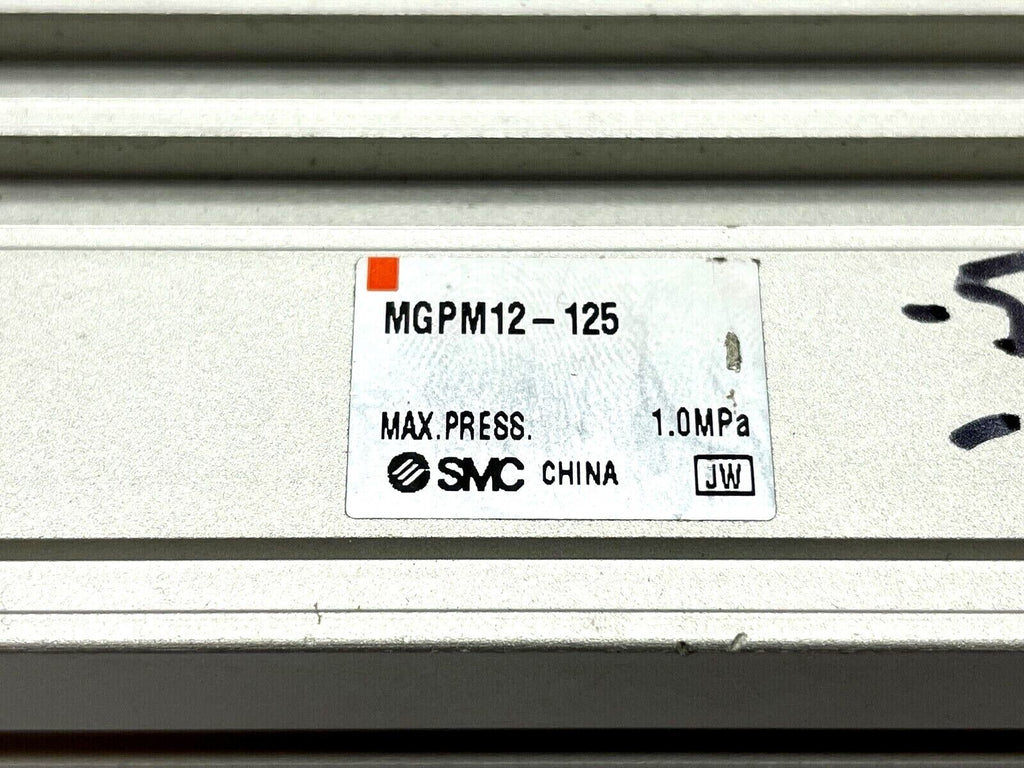 MGPM12-125
MAX.PRESS. 1.0MPa
SMC CHINA JW